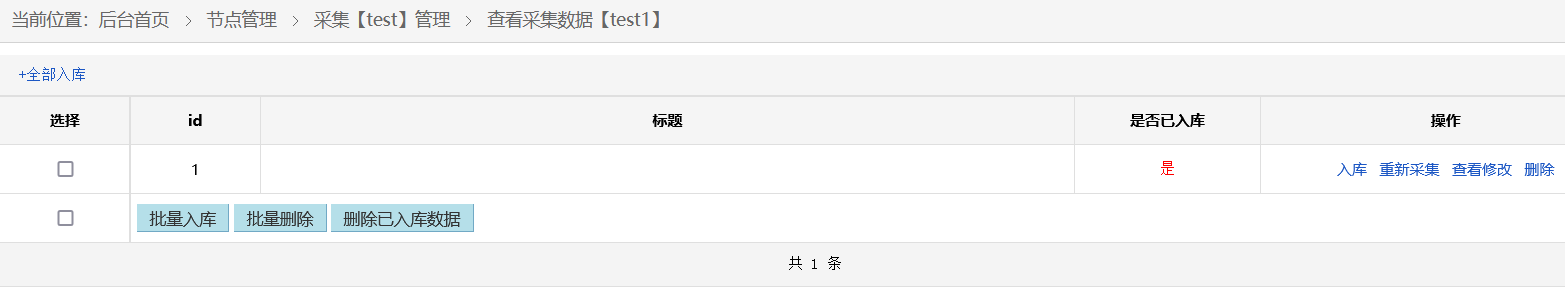 当前位置：后台首页 > 节点管理 > 采集【test】管理 > 查看采集数据【test1】
+全部入库
选择 id 标题 是否已入库 操作
1 是 入库 重新采集 查看修改 删除
批量入库 批量删除 删除已入库数据
共 1 条